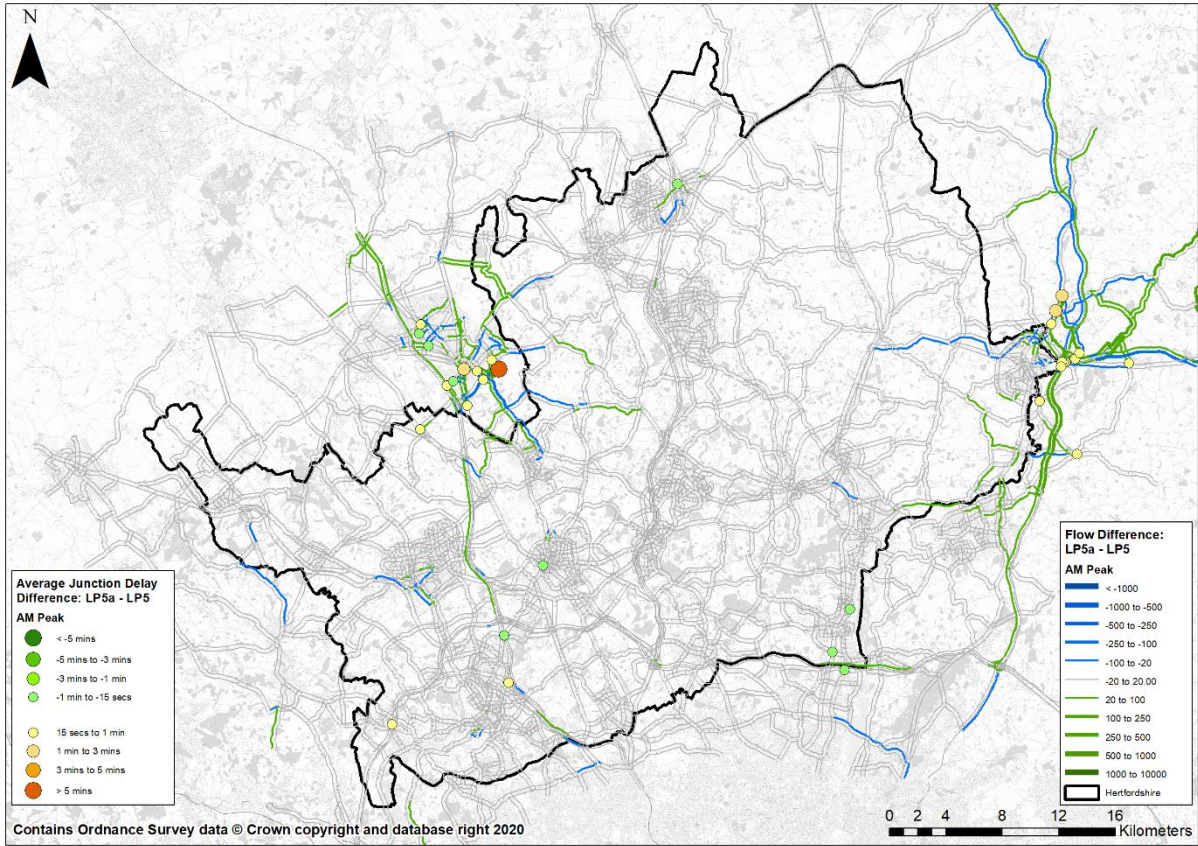 N
Average Junction Delay
Difference: LP5a - LP5
AM Peak
< -5 mins
-5 mins to -3 mins
-3 mins to -1 min
-1 min to -15 secs
15 secs to 1 min
1 min to 3 mins
3 mins to 5 mins
> 5 mins
Flow Difference:
LP5a - LP5
AM Peak
< -1000
-1000 to -500
-500 to -250
-250 to -100
-100 to -20
-20 to 20.00
20 to 100
100 to 250
250 to 500
500 to 1000
1000 to 10000
Hertfordshire
0 2 4 8 12 16
Kilometers
Contains Ordnance Survey data © Crown copyright and database right 2020